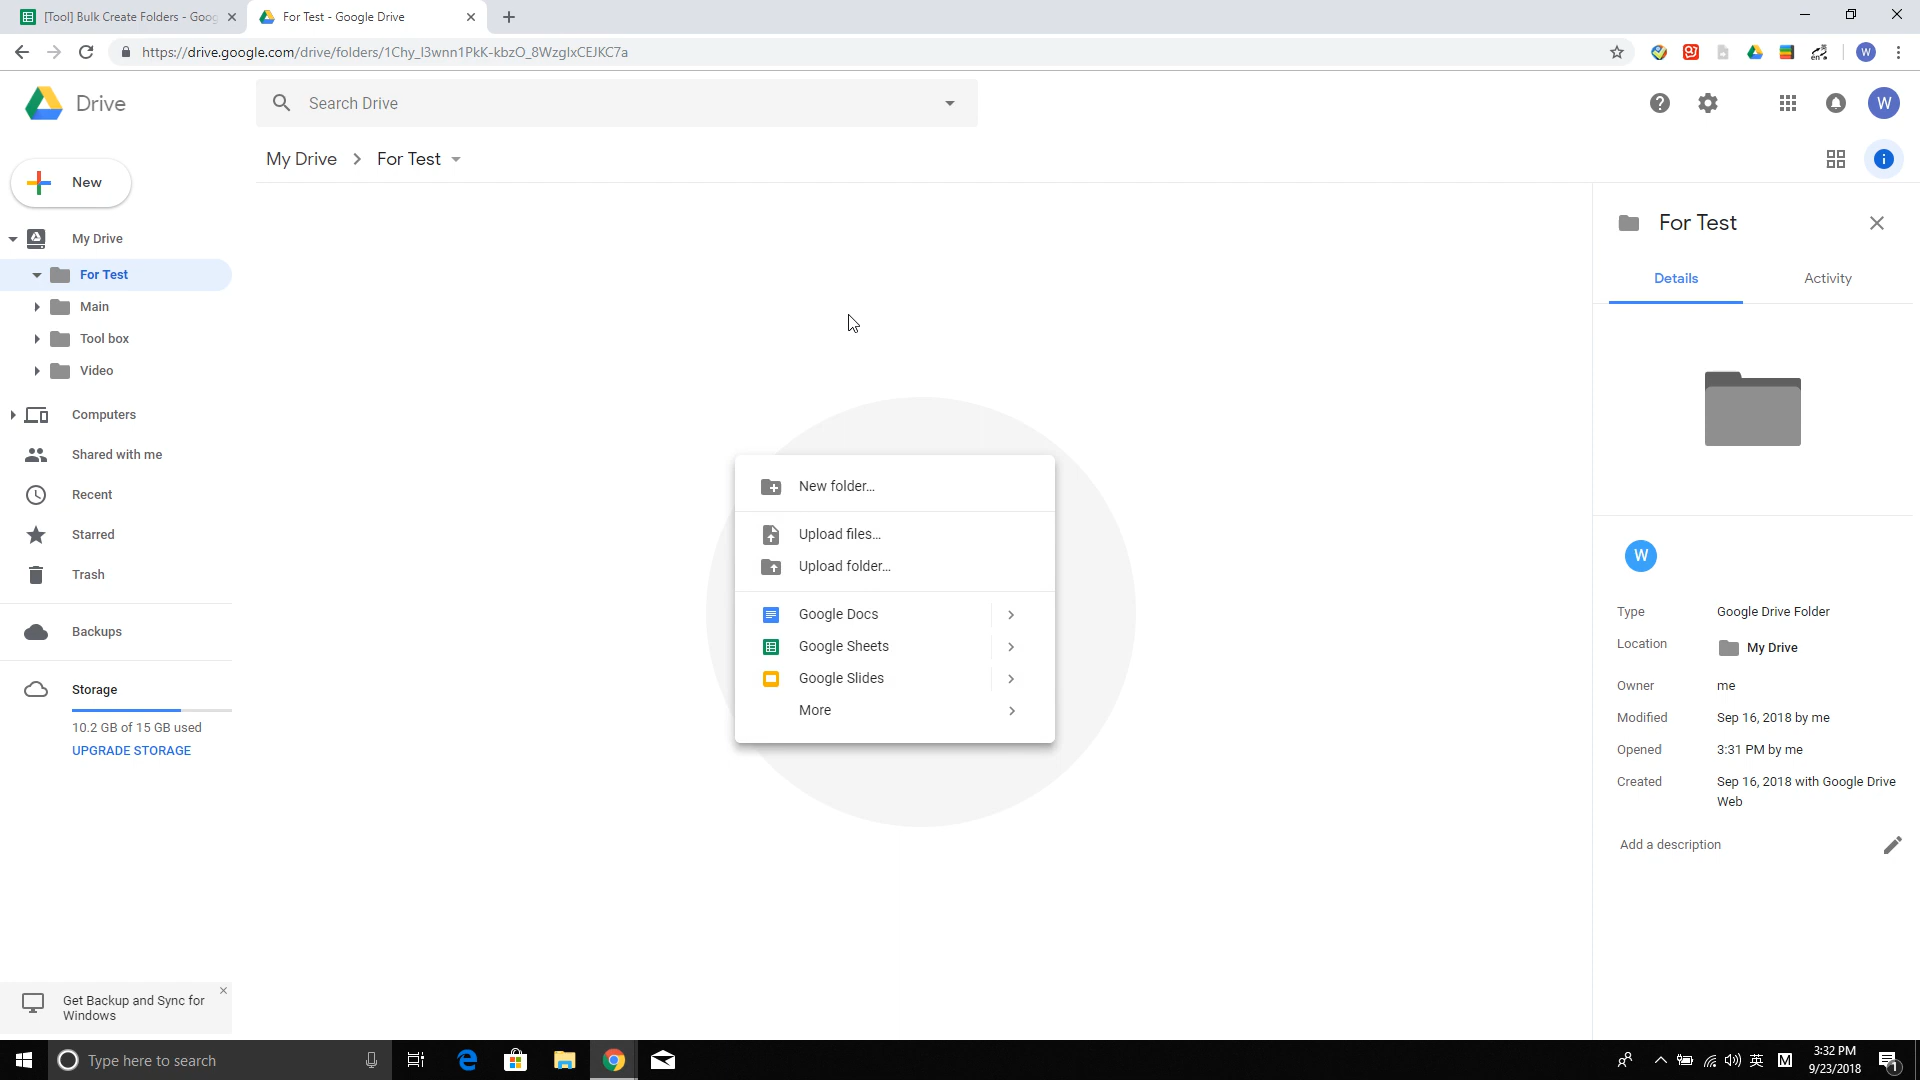 [Tool] Bulk Create Folders - Goog
For Test - Google Drive
https://drive.google.com/drive/folders/1Chy_l3wnn1PkK-kbzO_8WzglxCEJKC7a
W
Drive
Search Drive
W
My Drive > For Test
New
My Drive
For Test
Main
Tool box
Video
Computers
Shared with me
Recent
Starred
Trash
Backups
Storage
10.2 GB of 15 GB used
UPGRADE STORAGE
Get Backup and Sync for
Windows
New folder...
Upload files...
Upload folder...
Google Docs
Google Sheets
Google Slides
More
For Test
Details
Activity
W
Type
Google Drive Folder
Location
My Drive
Owner
me
Modified
Sep 16, 2018 by me
Opened
3:31 PM by me
Created
Sep 16, 2018 with Google Drive
Web
Add a description
Type here to search
英
M
3:32 PM
9/23/2018
1